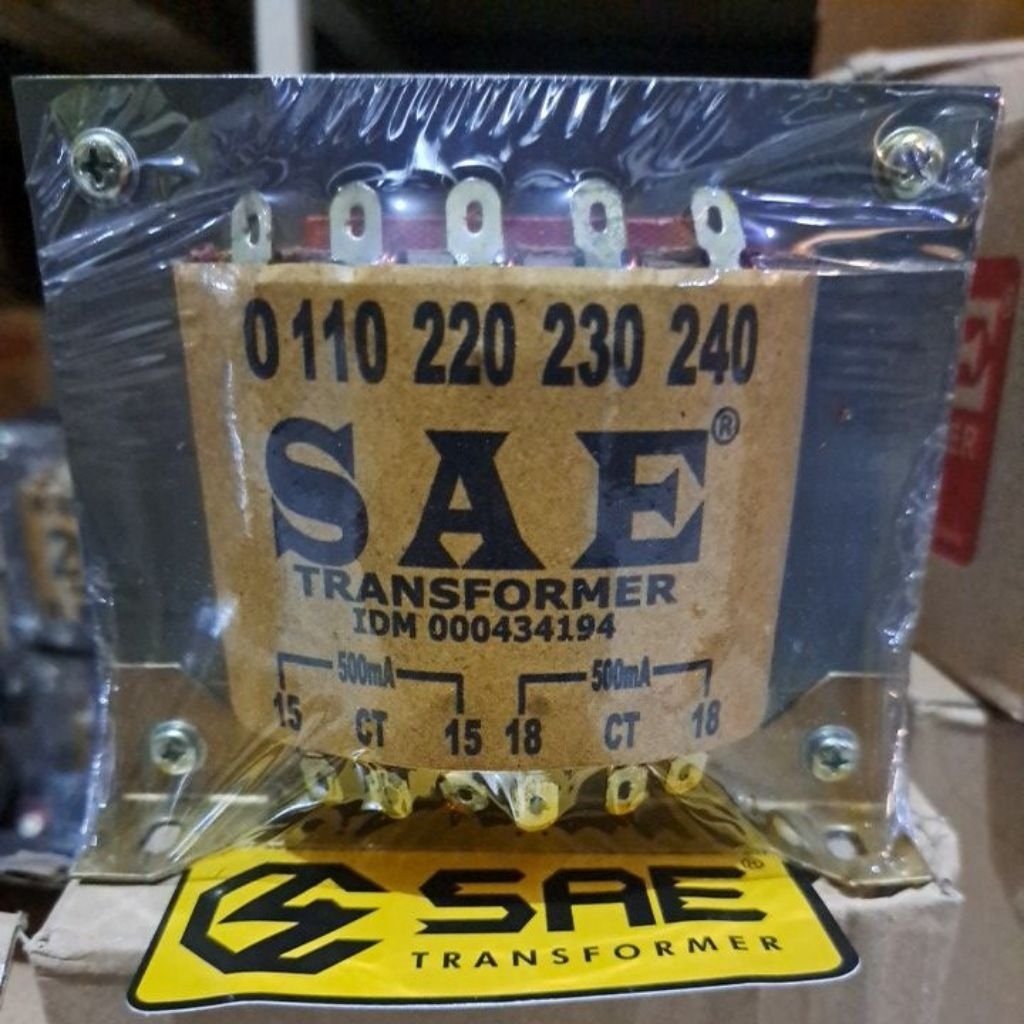 0 110 220 230 240
SAE®
TRANSFORMER
IDM 000434194
500mA 500mA
15 CT 15 18 CT 18
SAE®
TRANSFORMER